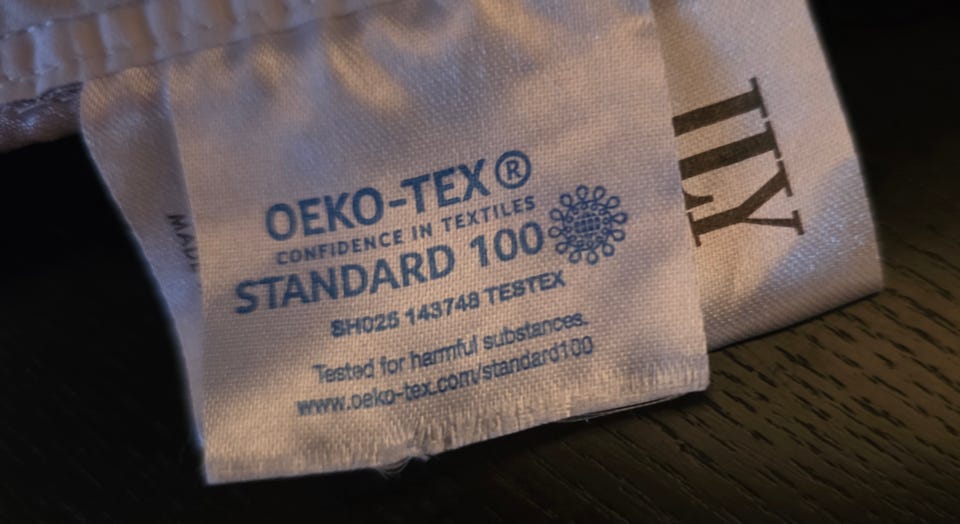 OEKO-TEX®
CONFIDENCE IN TEXTILES
STANDARD 100
SH025 143748 TESTEX
Tested for harmful substances.
www.oeko-tex.com/standard100
ILY